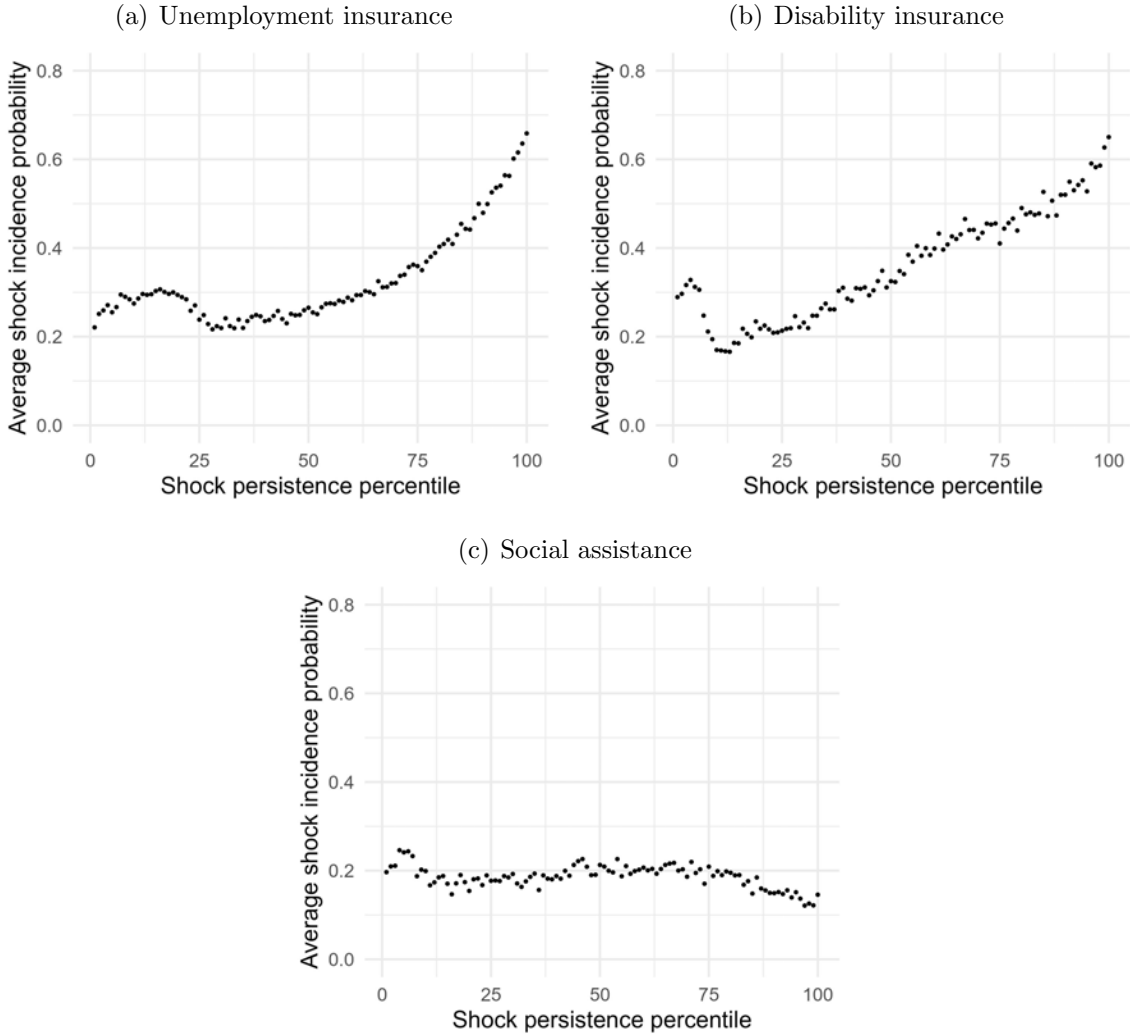 (a) Unemployment insurance
Average shock incidence probability
0.8
0.6
0.4
0.2
0.0
0 25 50 75 100
Shock persistence percentile
(b) Disability insurance
Average shock incidence probability
0.8
0.6
0.4
0.2
0.0
0 25 50 75 100
Shock persistence percentile
(c) Social assistance
Average shock incidence probability
0.8
0.6
0.4
0.2
0.0
0 25 50 75 100
Shock persistence percentile